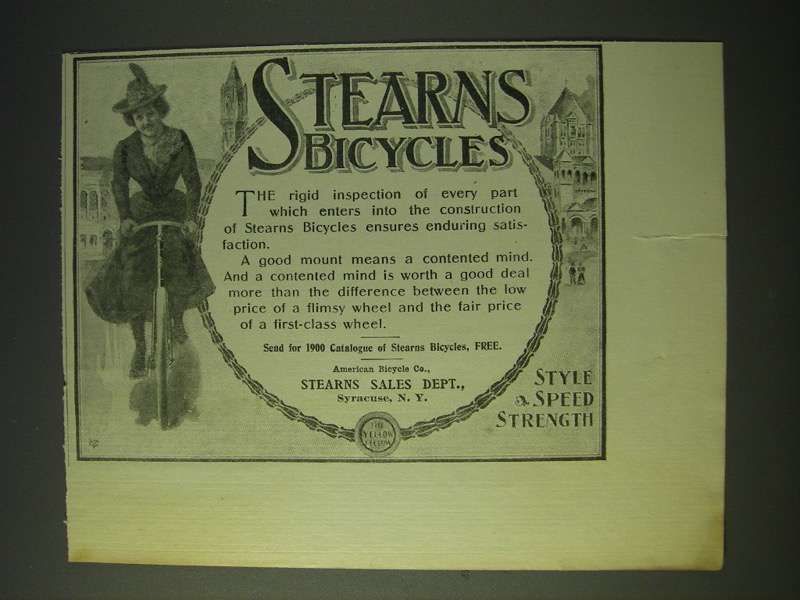 STEARNS
BICYCLES
THE rigid inspection of every part
which enters into the construction
of Stearns Bicycles ensures enduring satis-
faction.
A good mount means a contented mind.
And a contented mind is worth a good deal
more than the difference between the low
price of a flimsy wheel and the fair price
of a first-class wheel.
Send for 1900 Catalogue of Stearns Bicycles, FREE.
American Bicycle Co.,
STEARNS SALES DEPT.,
Syracuse, N. Y.
STYLE
& SPEED
STRENGTH
THE
YELLOW
FELLOW